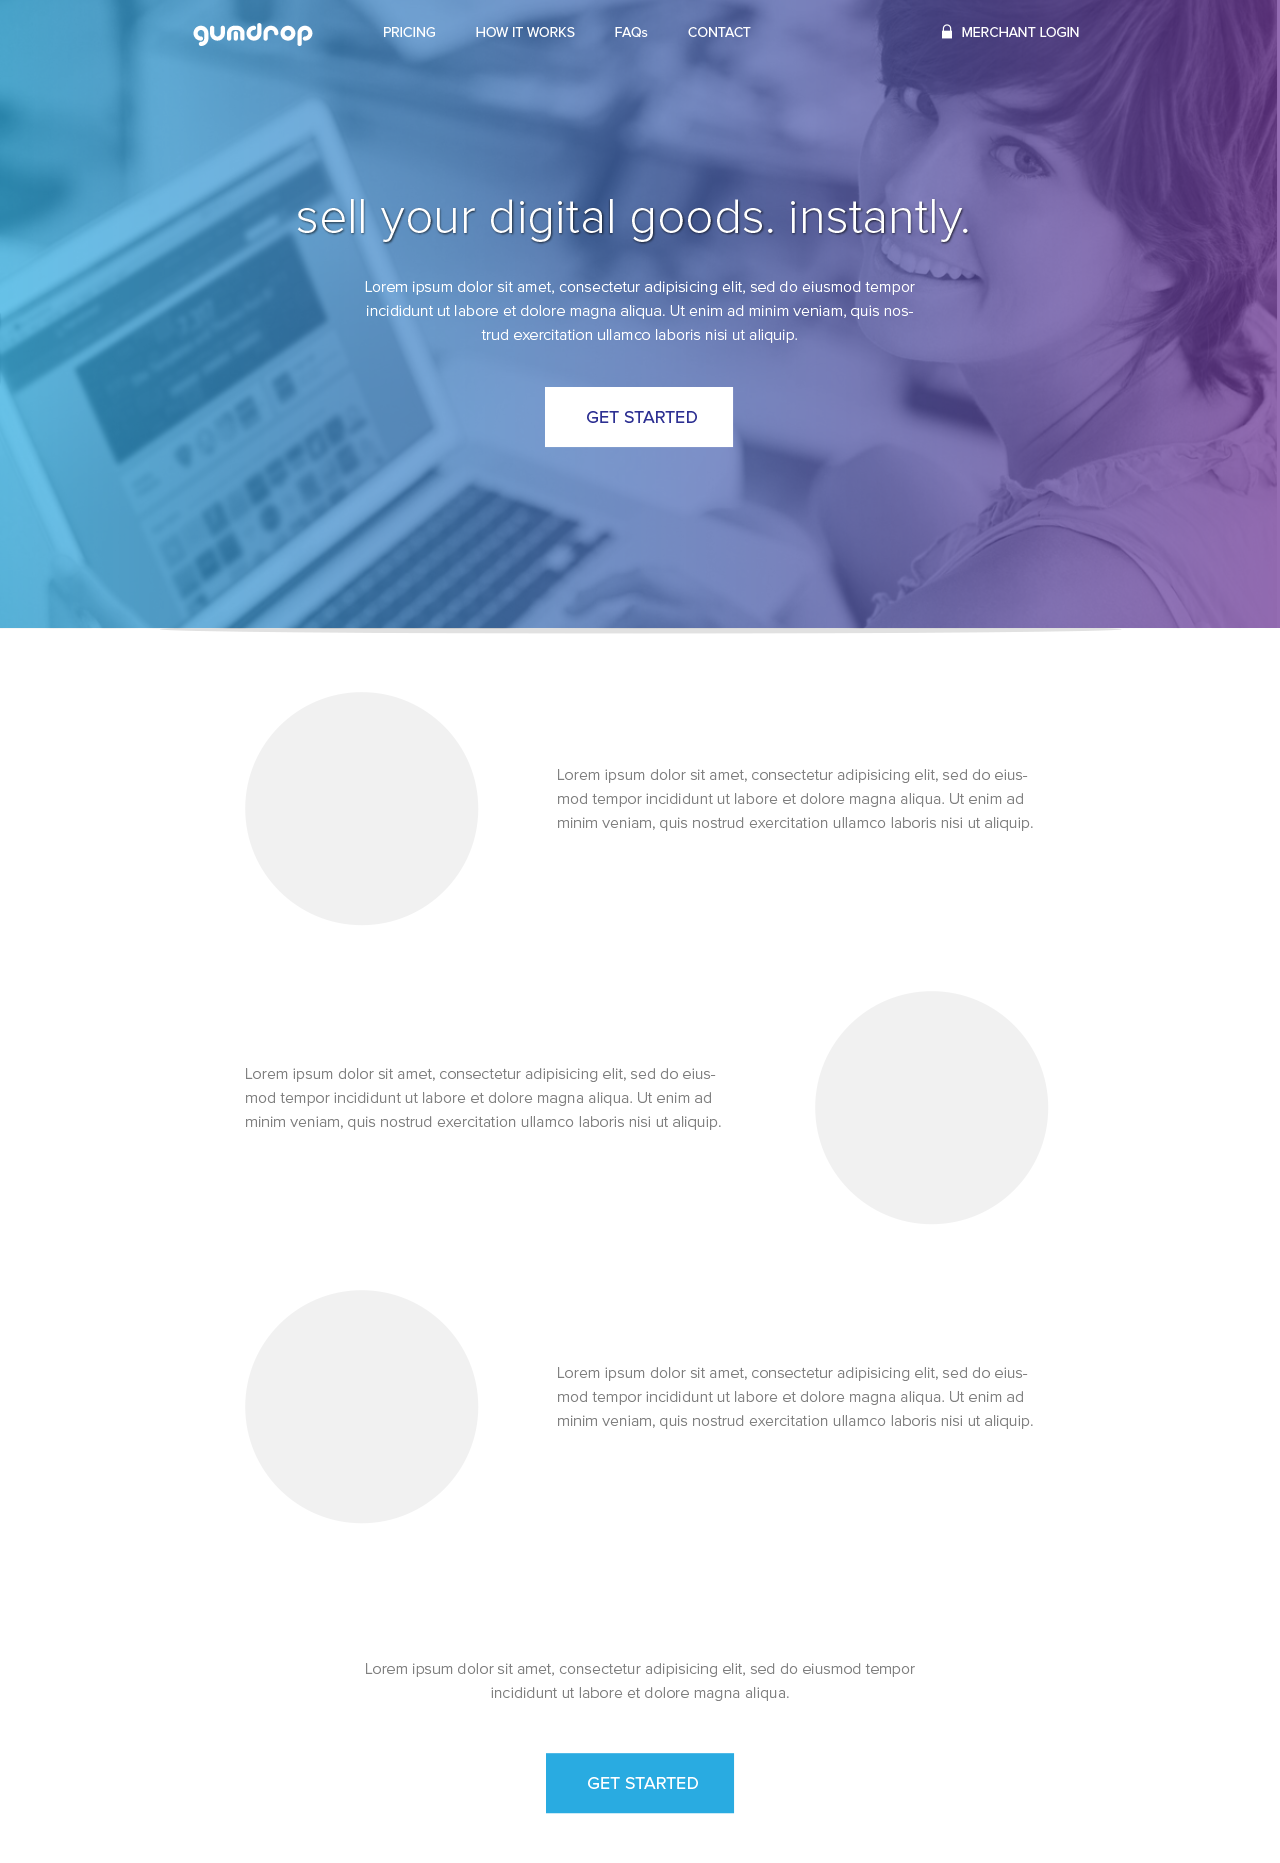 gumdrop
PRICING
HOW IT WORKS
FAQs
CONTACT
MERCHANT LOGIN
sell your digital goods. instantly.
Lorem ipsum dolor sit amet, consectetur adipisicing elit, sed do eiusmod tempor
incididunt ut labore et dolore magna aliqua. Ut enim ad minim veniam, quis nos-
trud exercitation ullamco laboris nisi ut aliquip.
GET STARTED
Lorem ipsum dolor sit amet, consectetur adipisicing elit, sed do eius-
mod tempor incididunt ut labore et dolore magna aliqua. Ut enim ad
minim veniam, quis nostrud exercitation ullamco laboris nisi ut aliquip.
Lorem ipsum dolor sit amet, consectetur adipisicing elit, sed do eius-
mod tempor incididunt ut labore et dolore magna aliqua. Ut enim ad
minim veniam, quis nostrud exercitation ullamco laboris nisi ut aliquip.
Lorem ipsum dolor sit amet, consectetur adipisicing elit, sed do eius-
mod tempor incididunt ut labore et dolore magna aliqua. Ut enim ad
minim veniam, quis nostrud exercitation ullamco laboris nisi ut aliquip.
Lorem ipsum dolor sit amet, consectetur adipisicing elit, sed do eiusmod tempor
incididunt ut labore et dolore magna aliqua.
GET STARTED